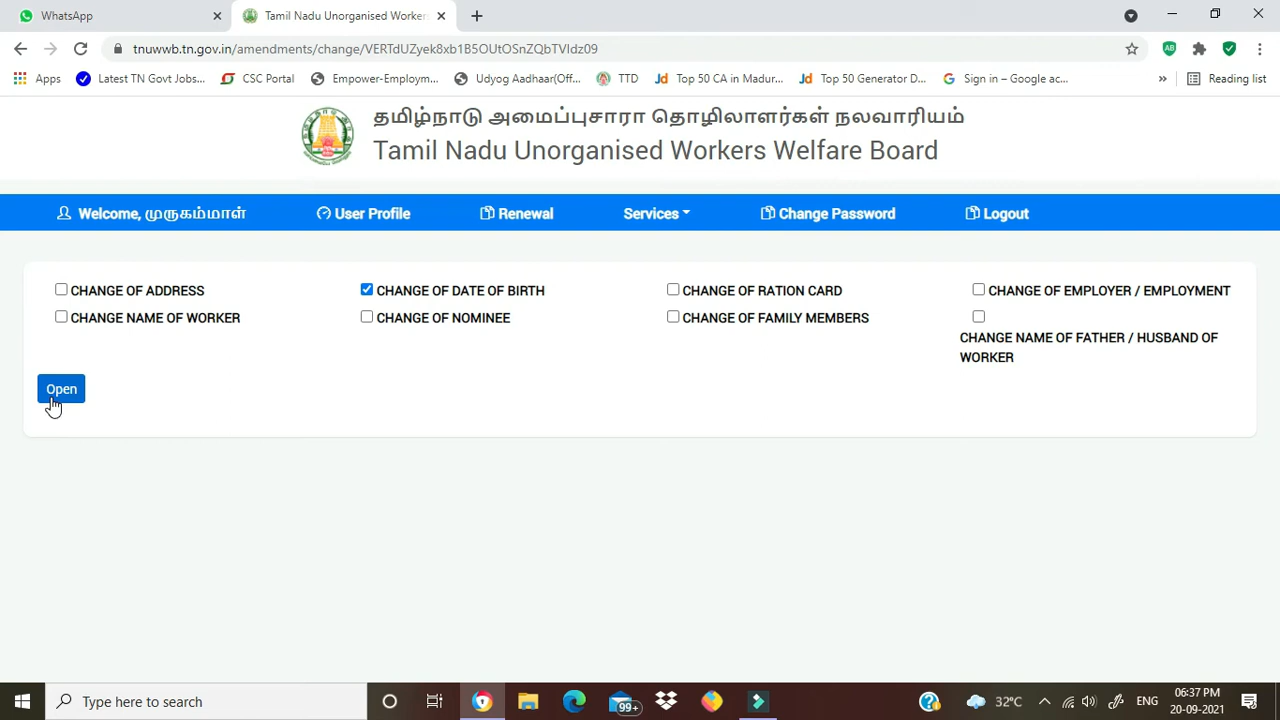 WhatsApp
Tamil Nadu Unorganised Workers
tnuwwb.tn.gov.in/amendments/change/VERTdUZyek8xb1B5OUtOSnZQbTVIdz09
Apps Latest TN Govt Jobs... CSC Portal Empower-Employm... Udyog Aadhaar(Off... TTD Top 50 CA in Madur... Top 50 Generator D... Sign in – Google ac... » Reading list
தமிழ்நாடு அமைப்புசாரா தொழிலாளர்கள் நலவாரியம்
Tamil Nadu Unorganised Workers Welfare Board
Welcome, முருகம்மாள் User Profile Renewal Services Change Password Logout
CHANGE OF ADDRESS CHANGE OF DATE OF BIRTH CHANGE OF RATION CARD CHANGE OF EMPLOYER / EMPLOYMENT
CHANGE NAME OF WORKER CHANGE OF NOMINEE CHANGE OF FAMILY MEMBERS
CHANGE NAME OF FATHER / HUSBAND OF
WORKER
Open
Type here to search 99+ 32°C ENG 06:37 PM
20-09-2021